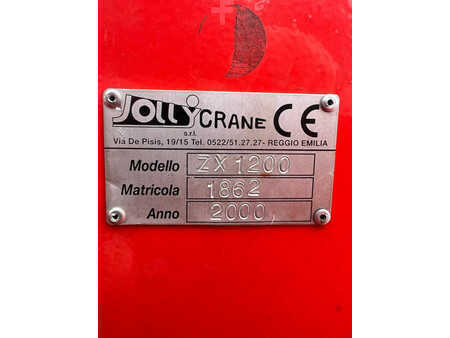 JOLLY CRANE CE
s.r.l.
Via De Pisis, 19/15 Tel. 0522/51.27.27 - REGGIO EMILIA
Modello ZX1200
Matricola 1862
Anno 2000